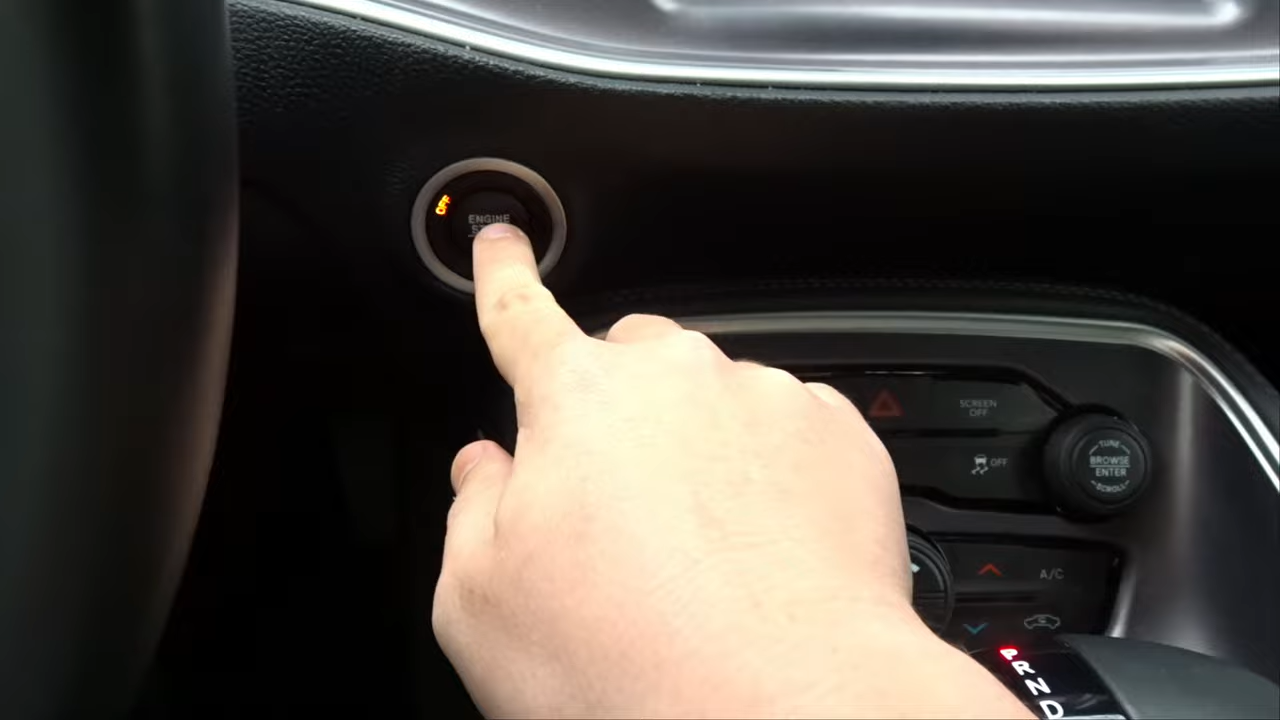 OFF
ENGINE
SCREEN
OFF
OFF
TUNE
BROWSE
ENTER
SCROLL
A/C
P
R
N
D